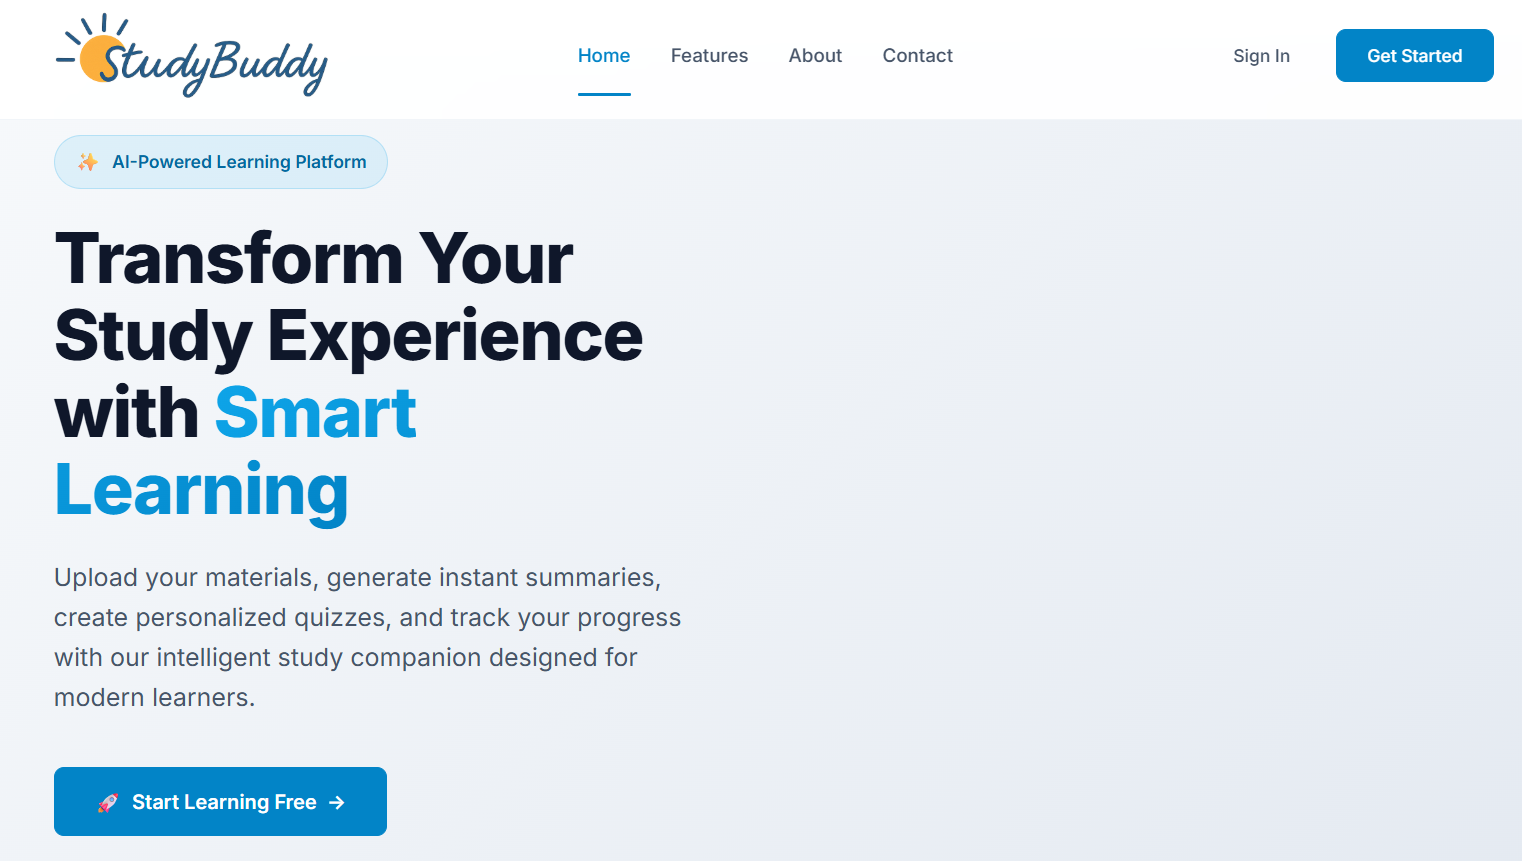 StudyBuddy
Home
Features
About
Contact
Sign In
Get Started
✨ AI-Powered Learning Platform
Transform Your
Study Experience
with Smart
Learning
Upload your materials, generate instant summaries,
create personalized quizzes, and track your progress
with our intelligent study companion designed for
modern learners.
🚀 Start Learning Free →